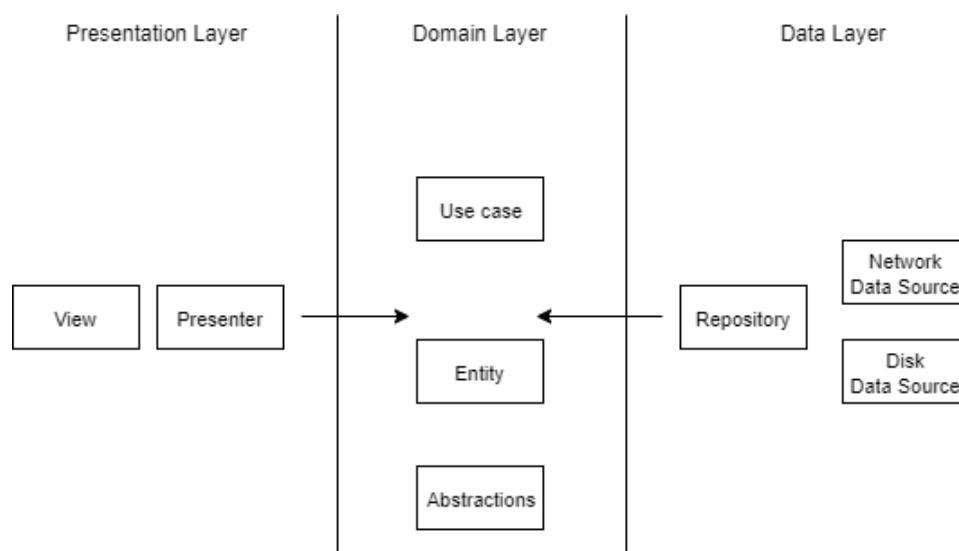 Presentation Layer
Domain Layer
Data Layer
Use case
View
Presenter
Entity
Abstractions
Repository
Network
Data Source
Disk
Data Source